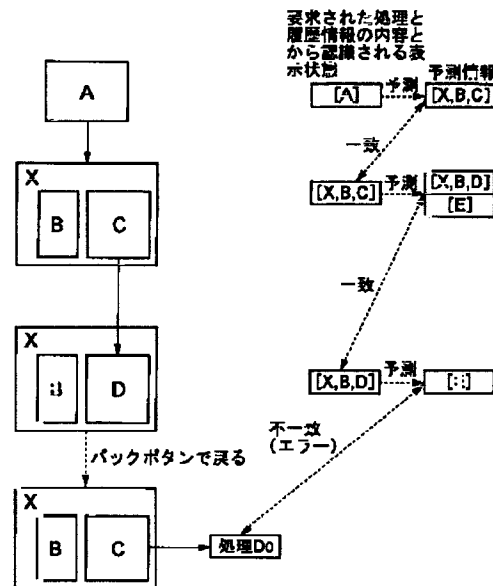 要求された処理と
履歴情報の内容と
から認識される表
示状態
予測情報
A
[A]
予測
[X,B,C]
一致
X
B
C
[X,B,C]
予測
[X,B,D]
[E]
一致
X
B
D
[X,B,D]
予測
不一致
(エラー)
バックボタンで戻る
X
B
C
処理Dc